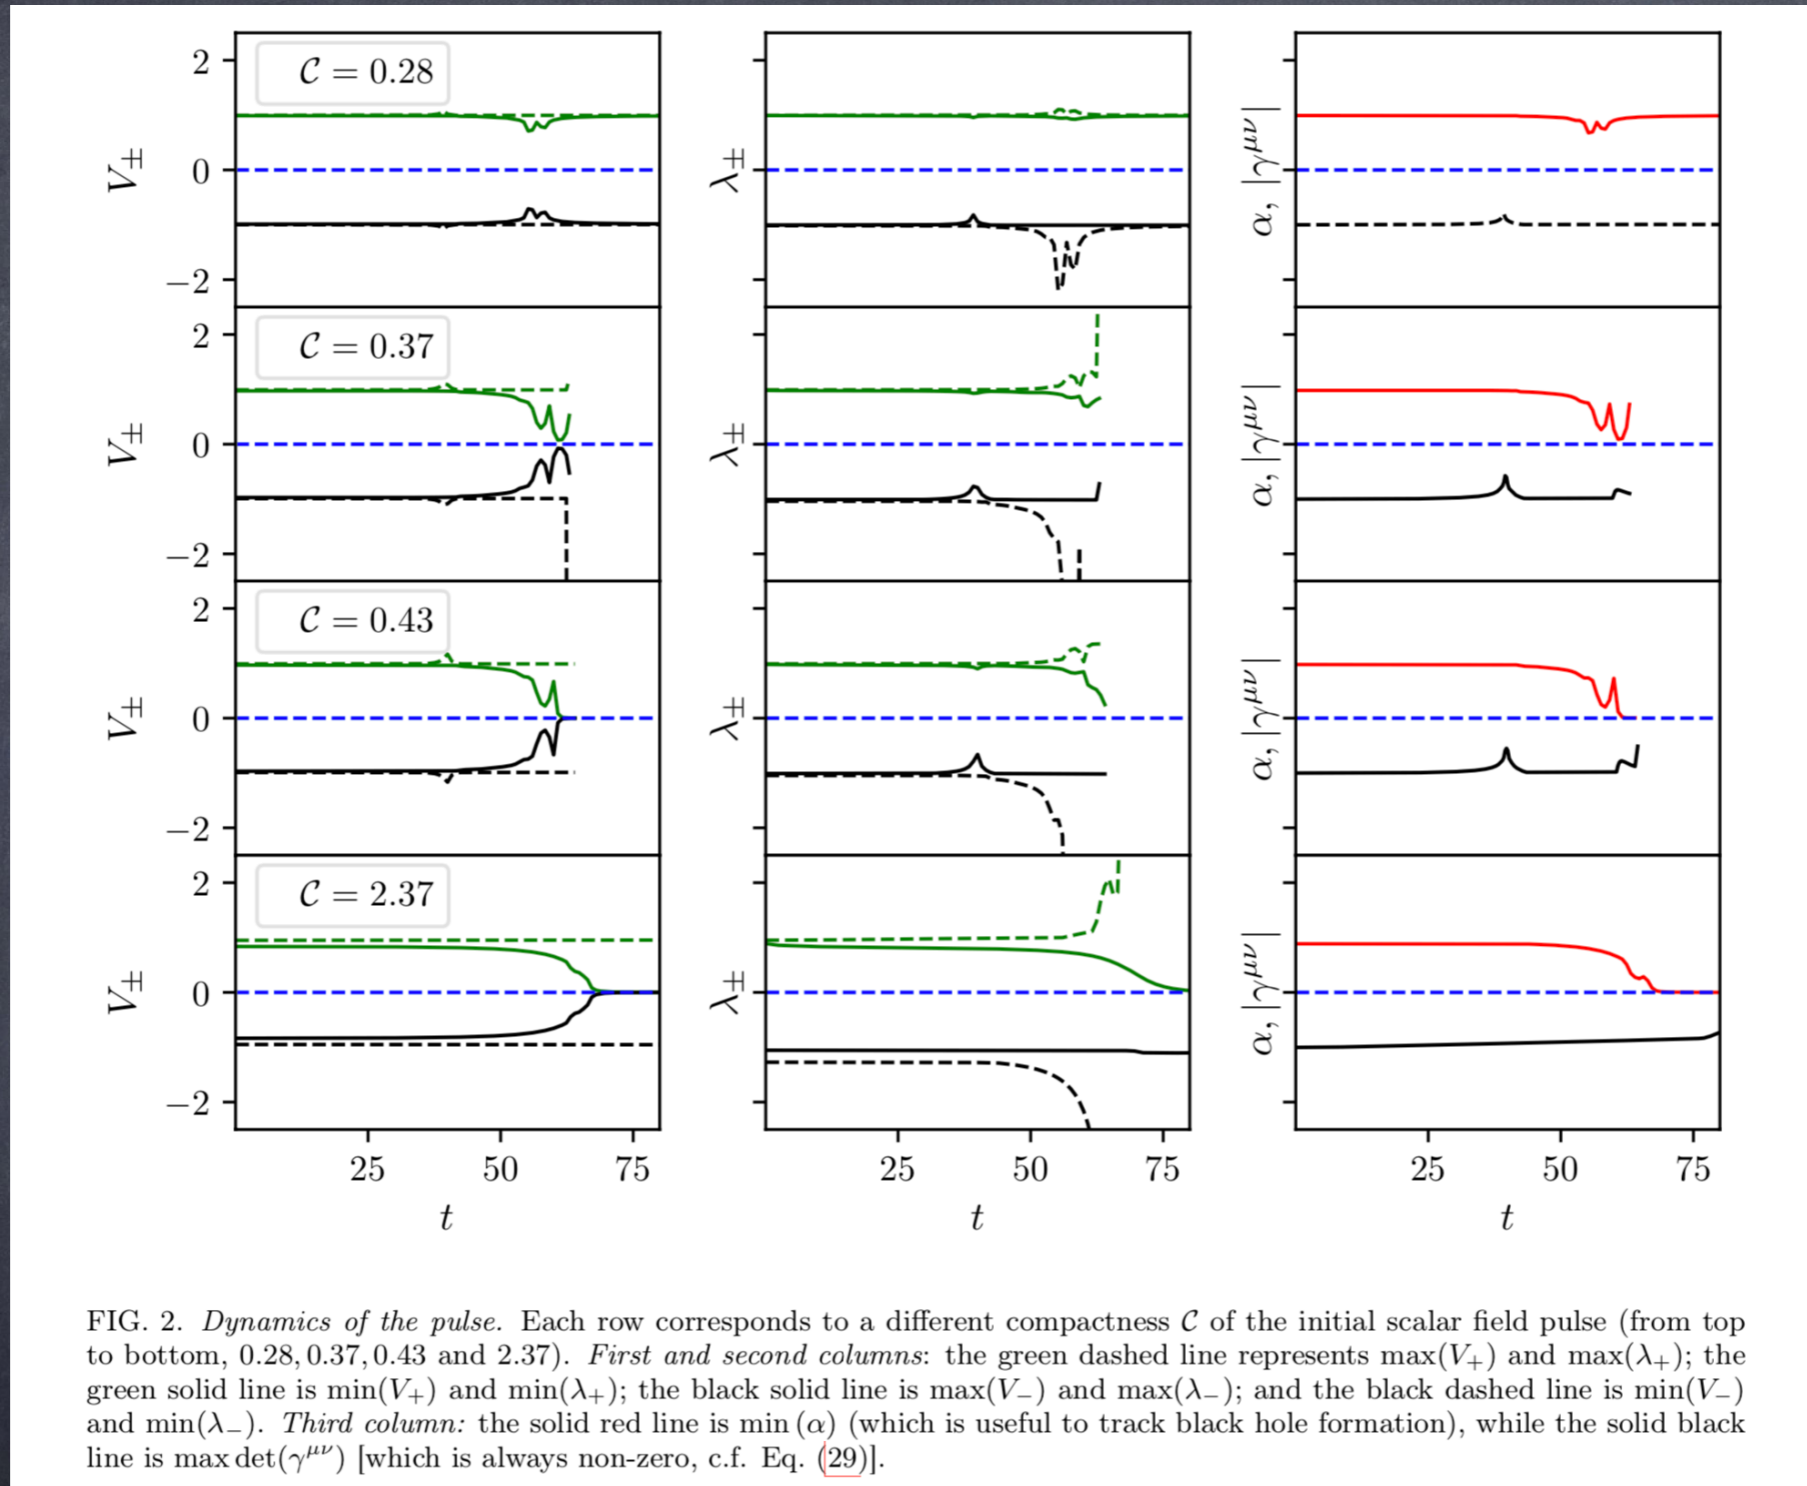 2
0
−2
V±
𝒞 = 0.28
λ±
α, |γ^{μν}|
2
0
−2
V±
𝒞 = 0.37
λ±
α, |γ^{μν}|
2
0
−2
V±
𝒞 = 0.43
λ±
α, |γ^{μν}|
2
0
−2
V±
𝒞 = 2.37
λ±
α, |γ^{μν}|
25 50 75
25 50 75
25 50 75
t
t
t
FIG. 2. Dynamics of the pulse. Each row corresponds to a different compactness 𝒞 of the initial scalar field pulse (from top
to bottom, 0.28, 0.37, 0.43 and 2.37). First and second columns: the green dashed line represents max(V₊) and max(λ₊); the
green solid line is min(V₊) and min(λ₊); the black solid line is max(V₋) and max(λ₋); and the black dashed line is min(V₋)
and min(λ₋). Third column: the solid red line is min (α) (which is useful to track black hole formation), while the solid black
line is max det(γ^{μν}) [which is always non-zero, c.f. Eq. (29)].